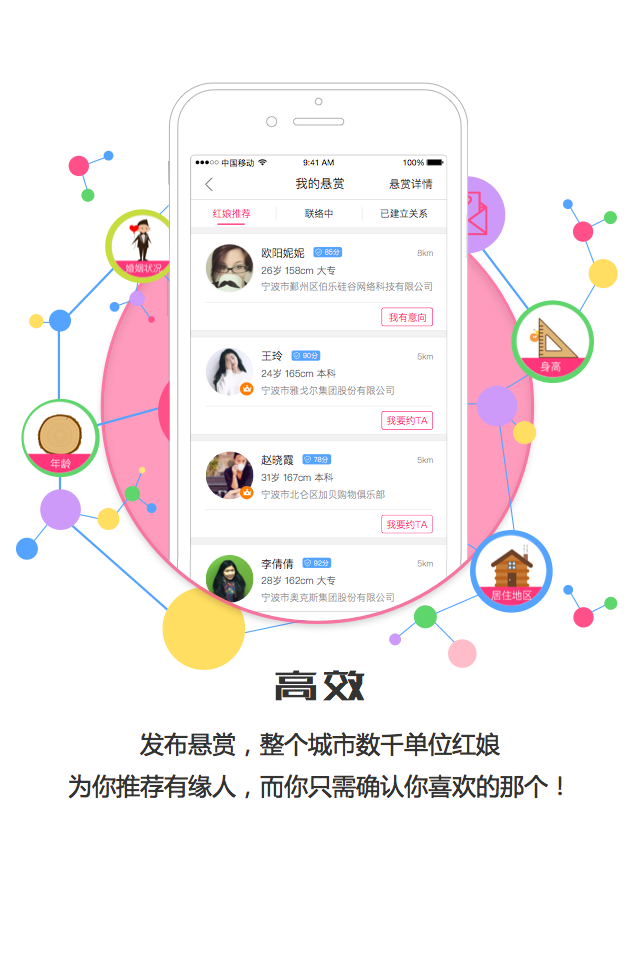 中国移动
9:41 AM
100%
我的悬赏
悬赏详情
红娘推荐
联络中
已建立关系
欧阳妮妮
85分
8km
26岁 158cm 大专
宁波市鄞州区伯乐硅谷网络科技有限公司
我有意向
王玲
90分
5km
24岁 165cm 本科
宁波市雅戈尔集团股份有限公司
我要约TA
赵晓霞
78分
5km
31岁 167cm 本科
宁波市北仑区加贝购物俱乐部
我要约TA
李倩倩
92分
5km
28岁 162cm 大专
宁波市奥克斯集团股份有限公司
婚姻状况
身高
年龄
居住地区
高效
发布悬赏，整个城市数千单位红娘
为你推荐有缘人，而你只需确认你喜欢的那个！